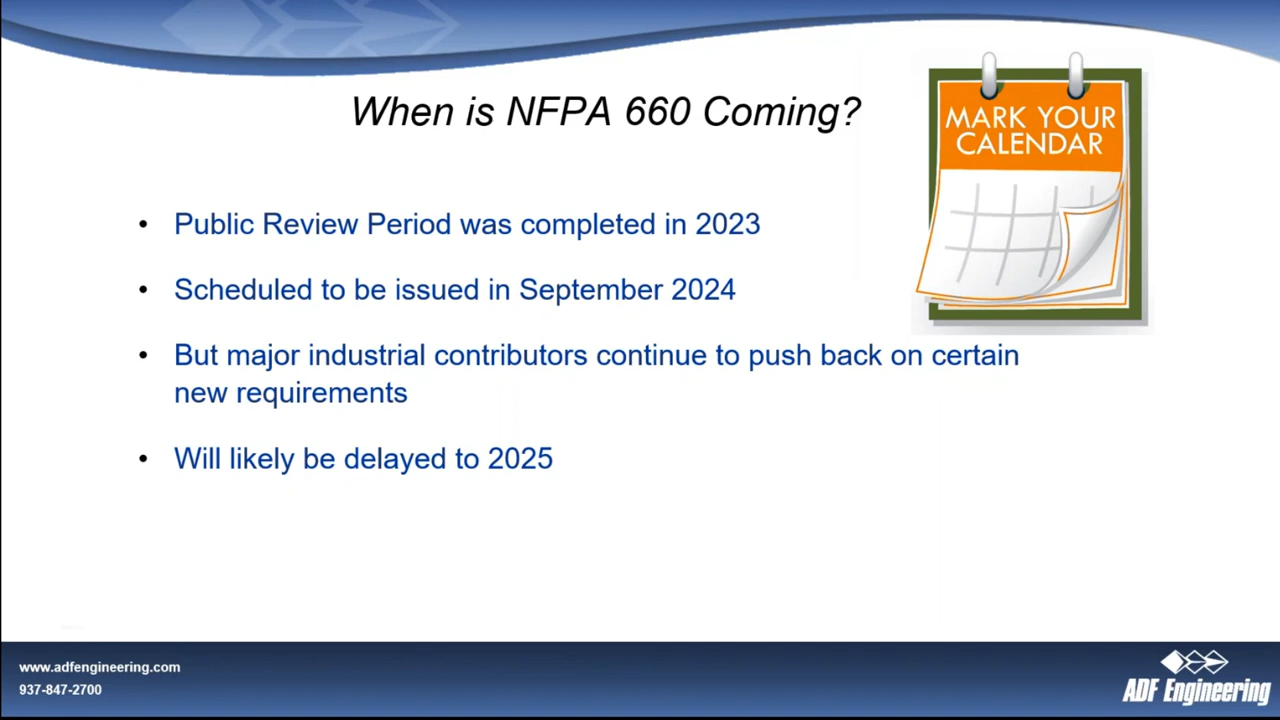 When is NFPA 660 Coming?
MARK YOUR
CALENDAR
• Public Review Period was completed in 2023
• Scheduled to be issued in September 2024
• But major industrial contributors continue to push back on certain
new requirements
• Will likely be delayed to 2025
www.adfengineering.com
937-847-2700
ADF Engineering